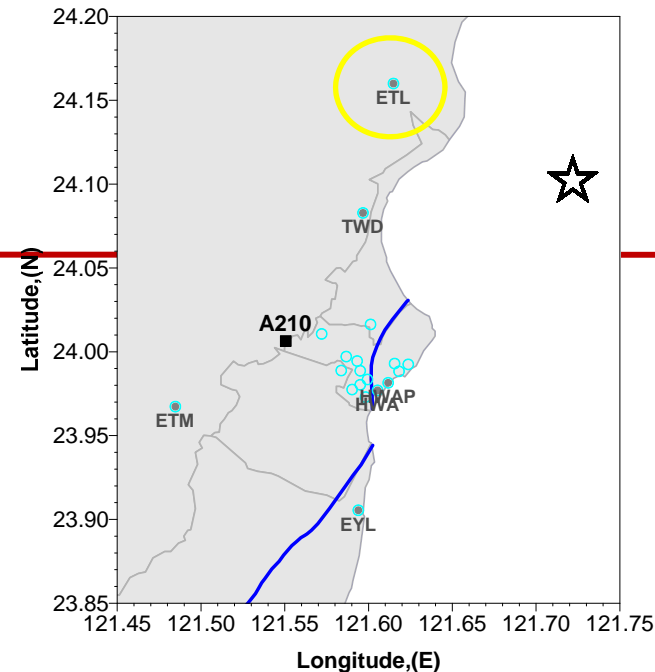 24.20
24.15
ETL
24.10
TWD
24.05
A210
24.00
HWAP
HWA
ETM
23.95
23.90
EYL
23.85
121.45 121.50 121.55 121.60 121.65 121.70 121.75
Latitude,(N)
Longitude,(E)